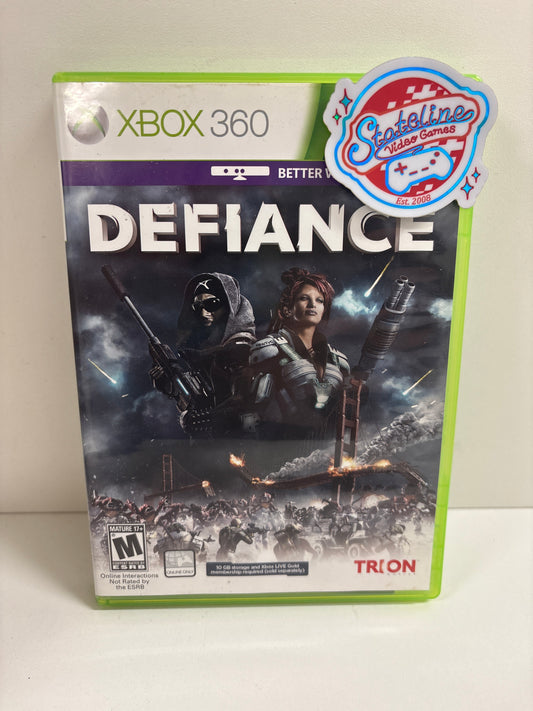 XBOX 360
Stateline
Video Games
Est. 2008
BETTER
DEFIANCE
MATURE 17+
M
ESRB
ONLINE ONLY
Online Interactions
Not Rated by
the ESRB
10 GB storage and Xbox LIVE Gold
membership required (sold separately)
TRION